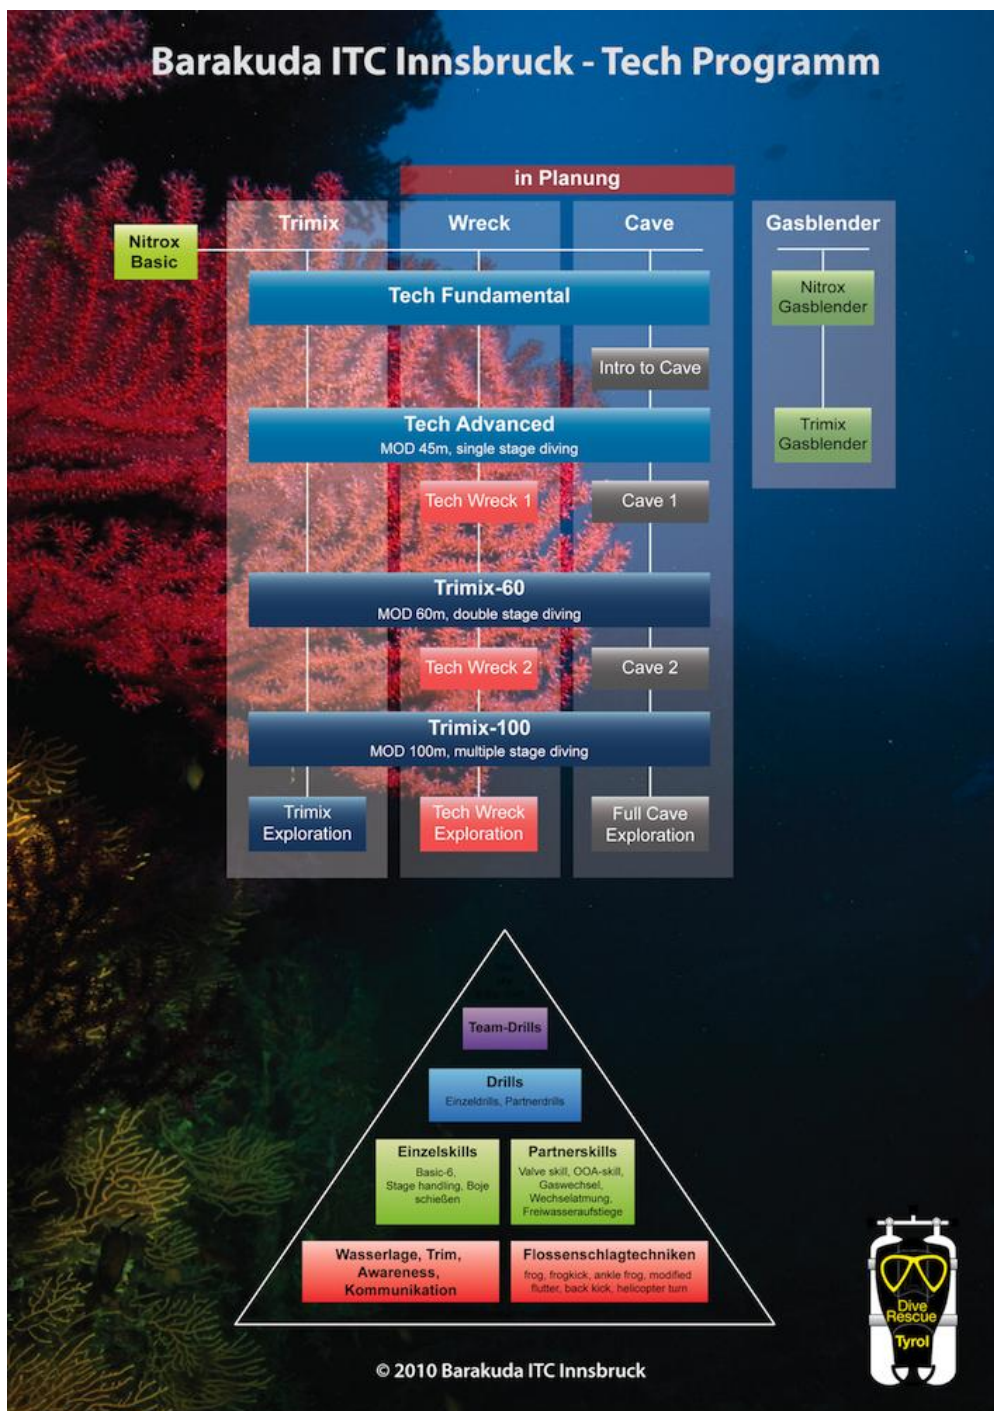 Barakuda ITC Innsbruck - Tech Programm
in Planung
Nitrox
Basic
Trimix
Wreck
Cave
Gasblender
Tech Fundamental
Nitrox
Gasblender
Intro to Cave
Tech Advanced
MOD 45m, single stage diving
Trimix
Gasblender
Tech Wreck 1
Cave 1
Trimix-60
MOD 60m, double stage diving
Tech Wreck 2
Cave 2
Trimix-100
MOD 100m, multiple stage diving
Trimix
Exploration
Tech Wreck
Exploration
Full Cave
Exploration
Team-Drills
Drills
Einzeldrills, Partnerdrills
Einzelskills
Basic-6,
Stage handling, Boje
schießen
Partnerskills
Valve skill, OOA-skill,
Gaswechsel,
Wechselatmung,
Freiwasseraufstiege
Wasserlage, Trim,
Awareness,
Kommunikation
Flossenschlagtechniken
frog, frogkick, ankle frog, modified
flutter, back kick, helicopter turn
Dive
Rescue
Tyrol
© 2010 Barakuda ITC Innsbruck